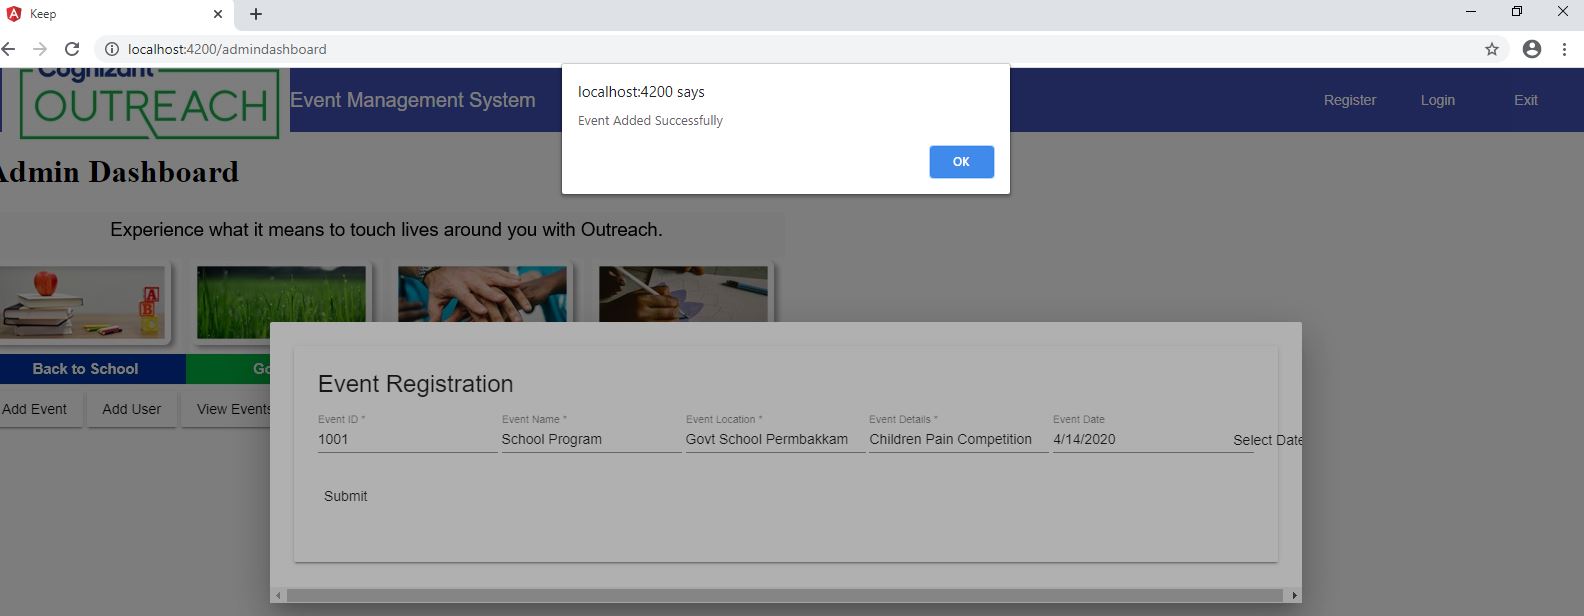 Keep
localhost:4200/admindashboard
Cognizant
OUTREACH
Event Management System
Register
Login
Exit
localhost:4200 says
Event Added Successfully
OK
Admin Dashboard
Experience what it means to touch lives around you with Outreach.
A
B
C
Back to School
Go
Add Event
Add User
View Events
Event Registration
Event ID *
Event Name *
Event Location *
Event Details *
Event Date
1001
School Program
Govt School Permbakkam
Children Pain Competition
4/14/2020
Select Date
Submit